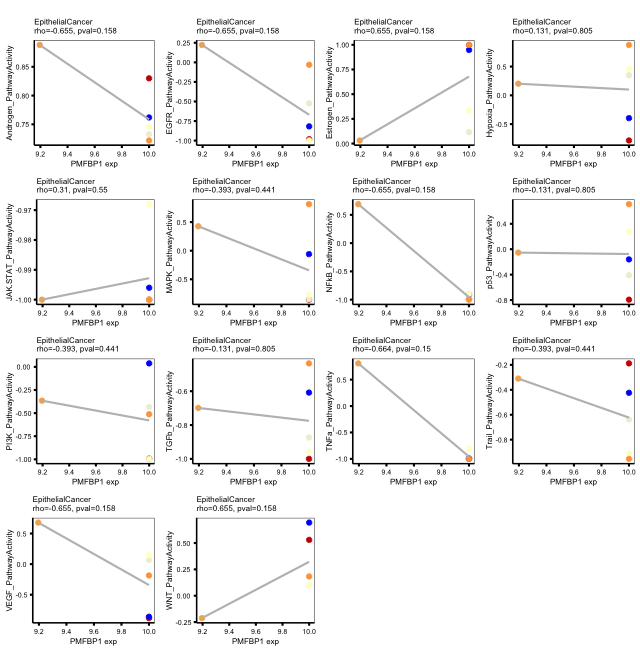 EpithelialCancer
rho=-0.655, pval=0.158
Androgen_PathwayActivity
0.85
0.80
0.75
9.2 9.4 9.6 9.8 10.0
PMFBP1 exp
EpithelialCancer
rho=-0.655, pval=0.158
EGFR_PathwayActivity
0.25
0.00
-0.25
-0.50
-0.75
-1.00
9.2 9.4 9.6 9.8 10.0
PMFBP1 exp
EpithelialCancer
rho=0.655, pval=0.158
Estrogen_PathwayActivity
1.00
0.75
0.50
0.25
0.00
9.2 9.4 9.6 9.8 10.0
PMFBP1 exp
EpithelialCancer
rho=0.131, pval=0.805
Hypoxia_PathwayActivity
0.5
0.0
-0.5
9.2 9.4 9.6 9.8 10.0
PMFBP1 exp
EpithelialCancer
rho=0.31, pval=0.55
JAK.STAT_PathwayActivity
-0.97
-0.98
-0.99
-1.00
9.2 9.4 9.6 9.8 10.0
PMFBP1 exp
EpithelialCancer
rho=-0.393, pval=0.441
MAPK_PathwayActivity
0.5
0.0
-0.5
9.2 9.4 9.6 9.8 10.0
PMFBP1 exp
EpithelialCancer
rho=-0.655, pval=0.158
NFkB_PathwayActivity
0.5
0.0
-0.5
-1.0
9.2 9.4 9.6 9.8 10.0
PMFBP1 exp
EpithelialCancer
rho=-0.131, pval=0.805
p53_PathwayActivity
0.4
0.0
-0.4
-0.8
9.2 9.4 9.6 9.8 10.0
PMFBP1 exp
EpithelialCancer
rho=-0.393, pval=0.441
PI3K_PathwayActivity
0.00
-0.25
-0.50
-0.75
-1.00
9.2 9.4 9.6 9.8 10.0
PMFBP1 exp
EpithelialCancer
rho=-0.131, pval=0.805
TGFb_PathwayActivity
-0.6
-0.8
-1.0
9.2 9.4 9.6 9.8 10.0
PMFBP1 exp
EpithelialCancer
rho=-0.664, pval=0.15
TNFa_PathwayActivity
0.5
0.0
-0.5
-1.0
9.2 9.4 9.6 9.8 10.0
PMFBP1 exp
EpithelialCancer
rho=-0.393, pval=0.441
Trail_PathwayActivity
-0.2
-0.4
-0.6
-0.8
9.2 9.4 9.6 9.8 10.0
PMFBP1 exp
EpithelialCancer
rho=-0.655, pval=0.158
VEGF_PathwayActivity
0.5
0.0
-0.5
9.2 9.4 9.6 9.8 10.0
PMFBP1 exp
EpithelialCancer
rho=0.655, pval=0.158
WNT_PathwayActivity
0.50
0.25
0.00
-0.25
9.2 9.4 9.6 9.8 10.0
PMFBP1 exp